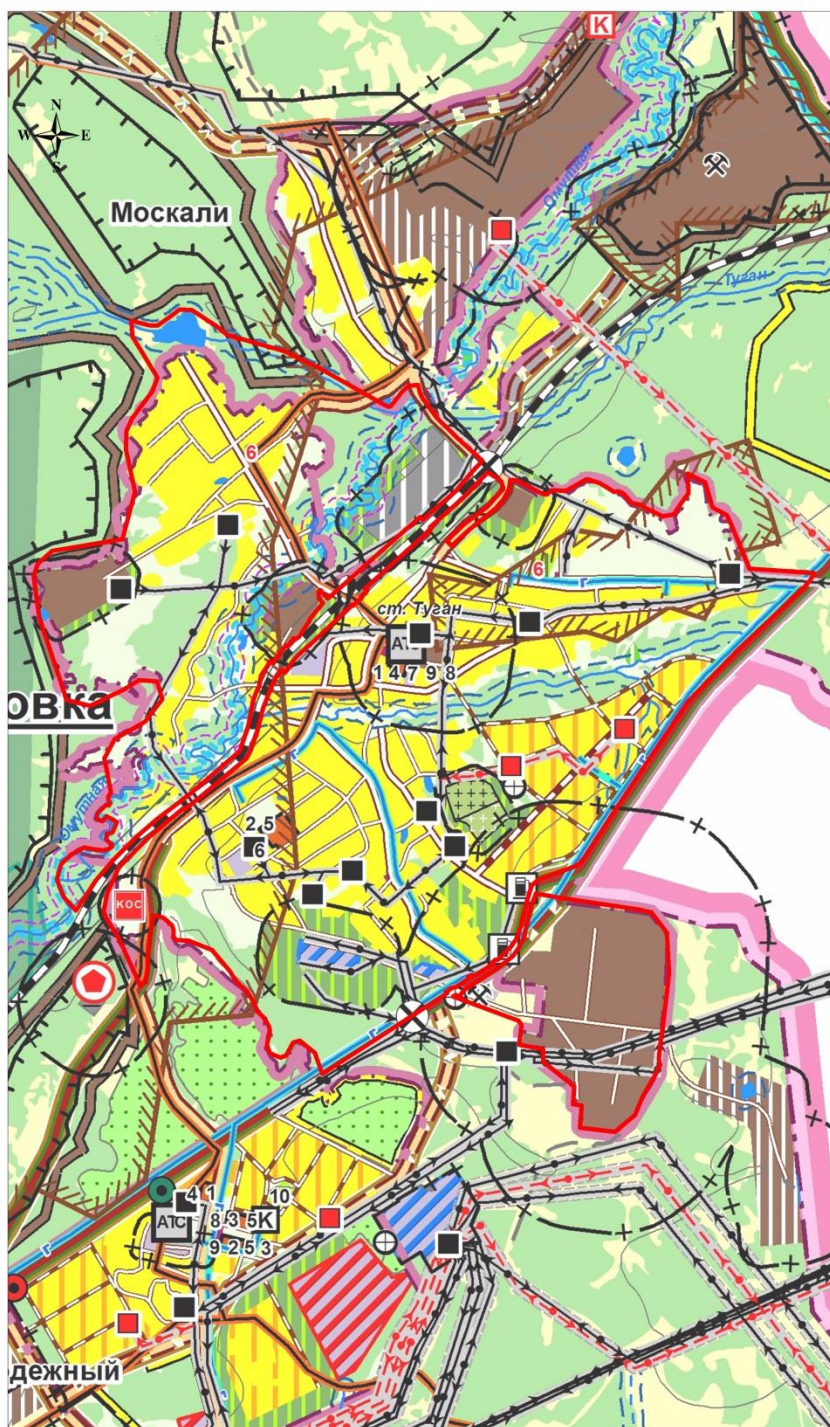 K
N
W E
S
Москали
Омутная
Туган
6
6
ст. Туган
АТС
1 4 7 9 8
овка
Омутная
2 5
6
КОС
г
г
г
г
4 1
10
АТС
8 3 5 K
9 2 5 3
г
дежный